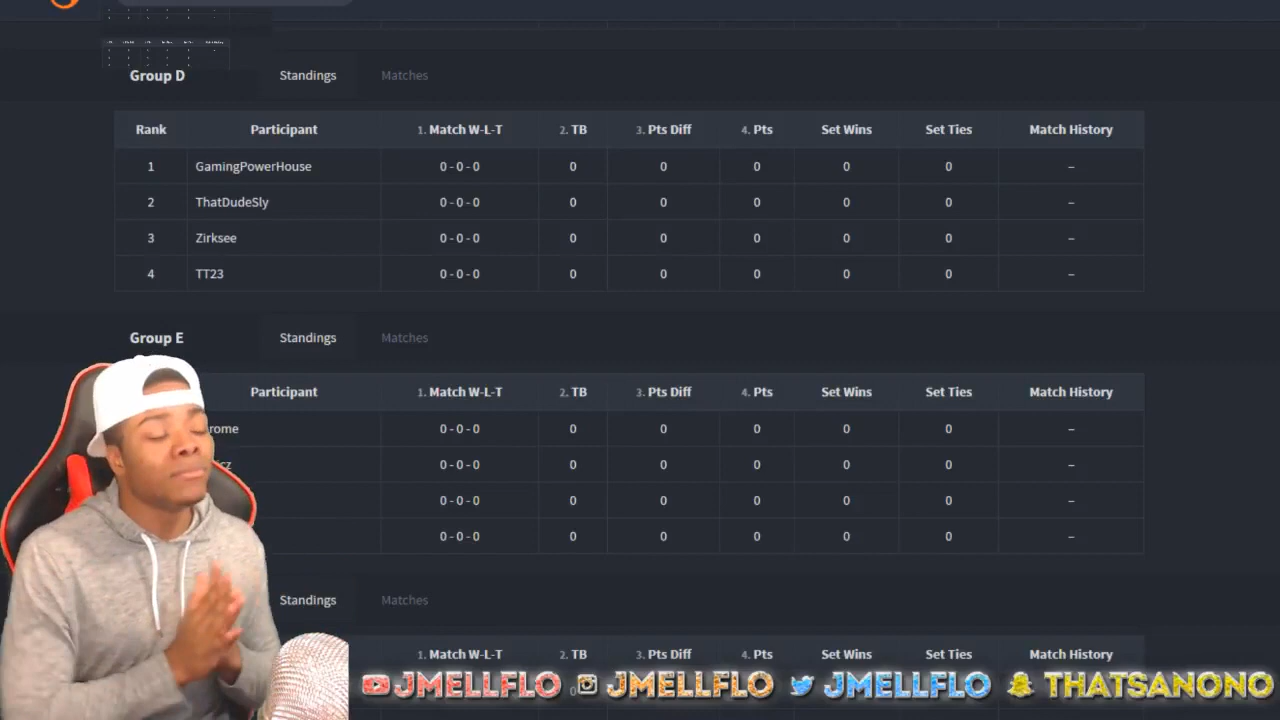 Group D Standings Matches
Rank Participant 1. Match W-L-T 2. TB 3. Pts Diff 4. Pts Set Wins Set Ties Match History
1 GamingPowerHouse 0 - 0 - 0 0 0 0 0 0 –
2 ThatDudeSly 0 - 0 - 0 0 0 0 0 0 –
3 Zirksee 0 - 0 - 0 0 0 0 0 0 –
4 TT23 0 - 0 - 0 0 0 0 0 0 –
Group E Standings Matches
Participant 1. Match W-L-T 2. TB 3. Pts Diff 4. Pts Set Wins Set Ties Match History
rome 0 - 0 - 0 0 0 0 0 0 –
0 - 0 - 0 0 0 0 0 0 –
0 - 0 - 0 0 0 0 0 0 –
0 - 0 - 0 0 0 0 0 0 –
Standings Matches
1. Match W-L-T 2. TB 3. Pts Diff 4. Pts Set Wins Set Ties Match History
JMELLFLO JMELLFLO JMELLFLO THATSANONO